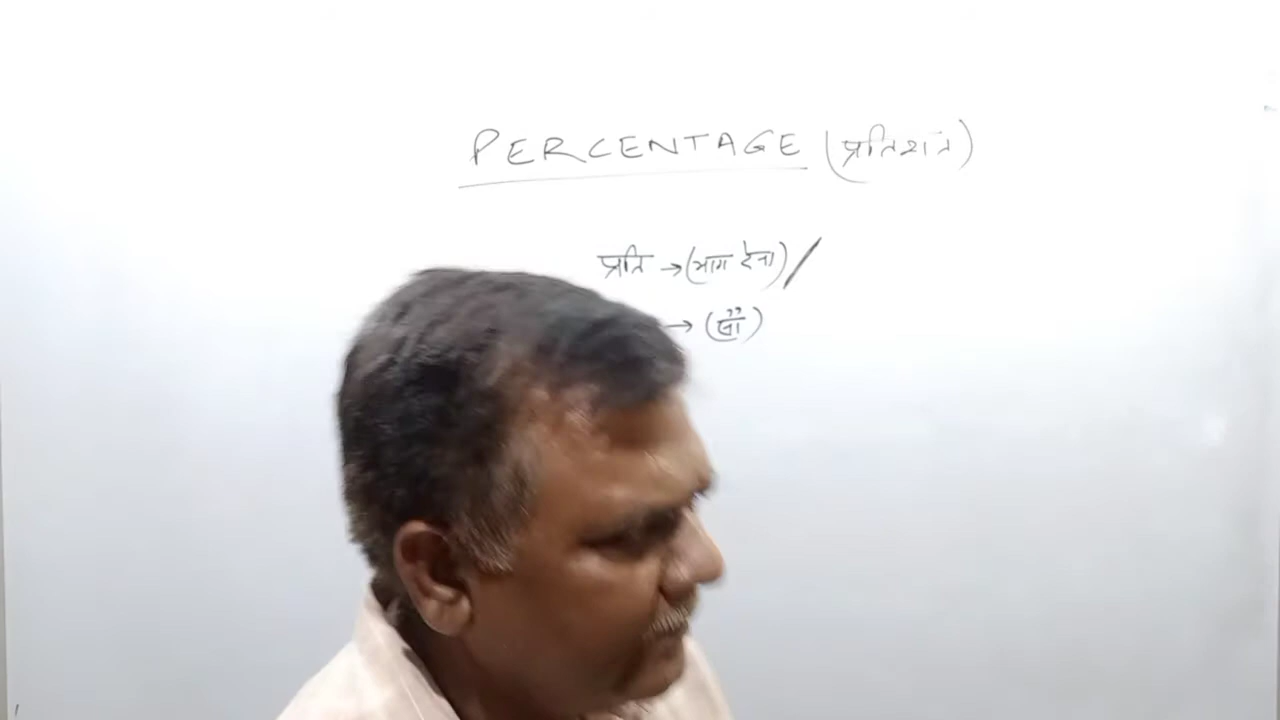 PERCENTAGE (प्रतिशत)
प्रति → (भाग देना) /
→ (सौ)